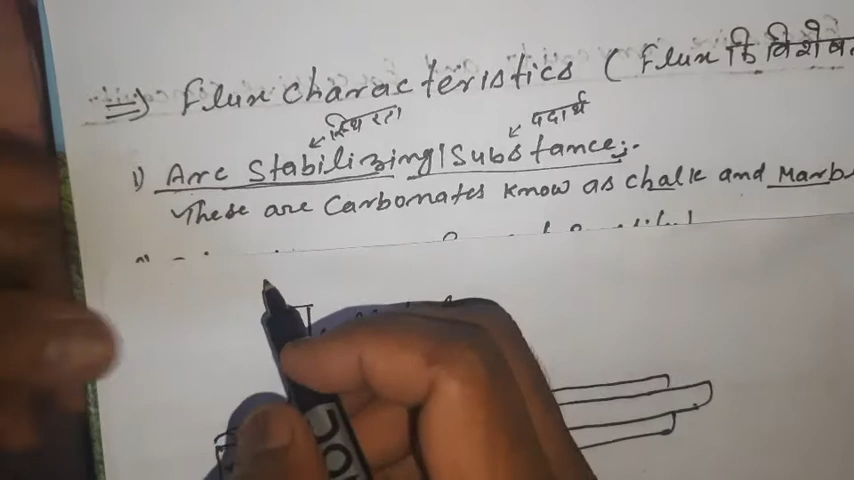 ⇒) Flux characteristics ( Flux कि विशेष
स्थिरता पदार्थ
1) Arc Stabilizing | Substance:-
These are Carbonates Know as chalk and Marb